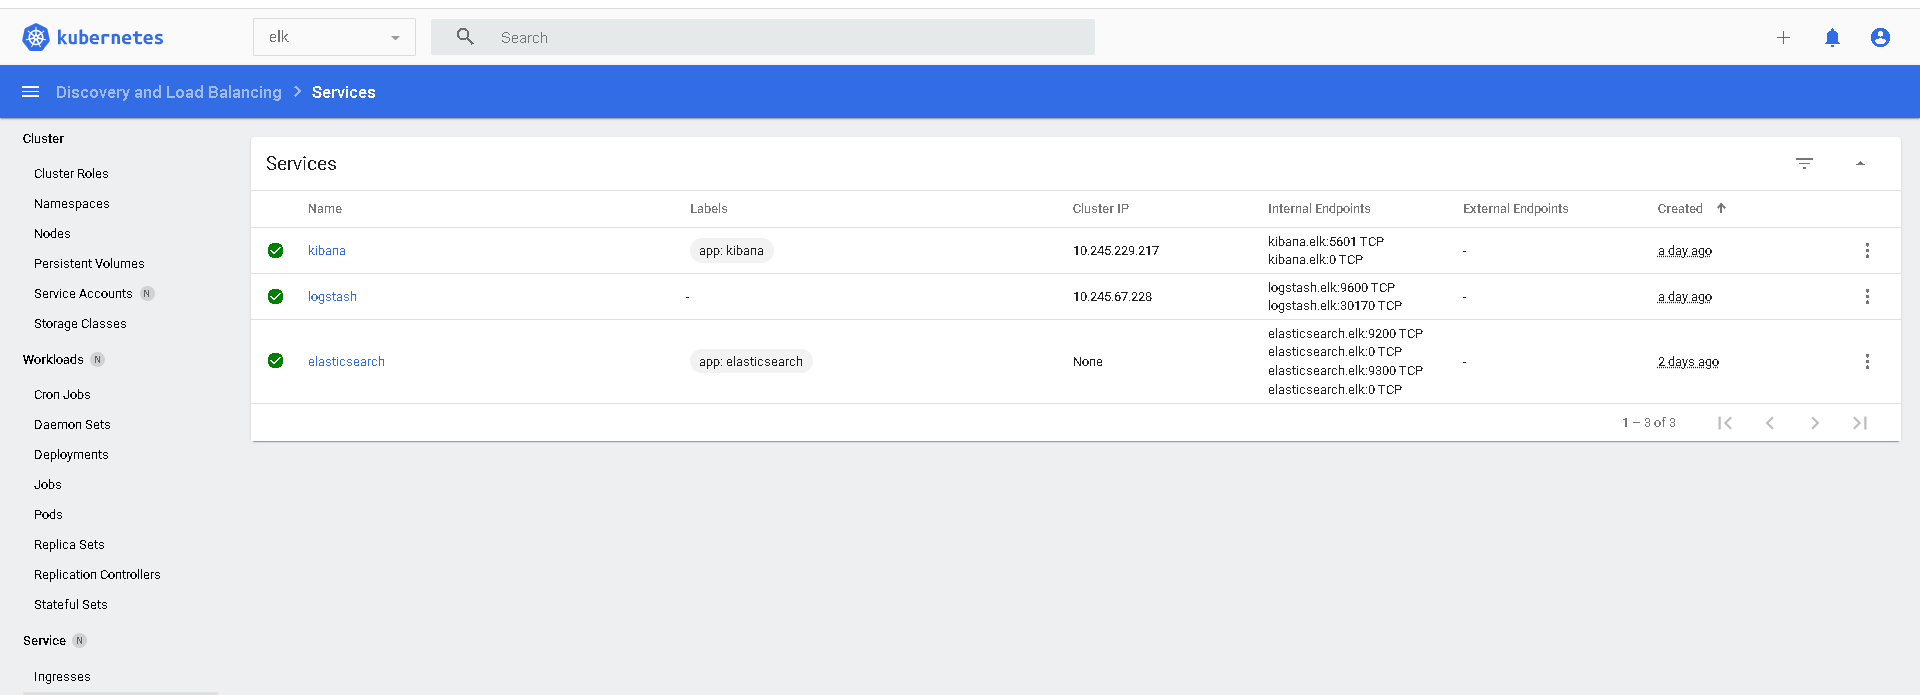 kubernetes
elk
Search
Discovery and Load Balancing > Services
Cluster
Cluster Roles
Namespaces
Nodes
Persistent Volumes
Service Accounts N
Storage Classes
Workloads N
Cron Jobs
Daemon Sets
Deployments
Jobs
Pods
Replica Sets
Replication Controllers
Stateful Sets
Service N
Ingresses
Services
Name Labels Cluster IP Internal Endpoints External Endpoints Created
kibana app: kibana 10.245.229.217 kibana.elk:5601 TCP - a day ago
kibana.elk:0 TCP
logstash - 10.245.67.228 logstash.elk:9600 TCP - a day ago
logstash.elk:30170 TCP
elasticsearch app: elasticsearch None elasticsearch.elk:9200 TCP - 2 days ago
elasticsearch.elk:0 TCP
elasticsearch.elk:9300 TCP
elasticsearch.elk:0 TCP
1 – 3 of 3